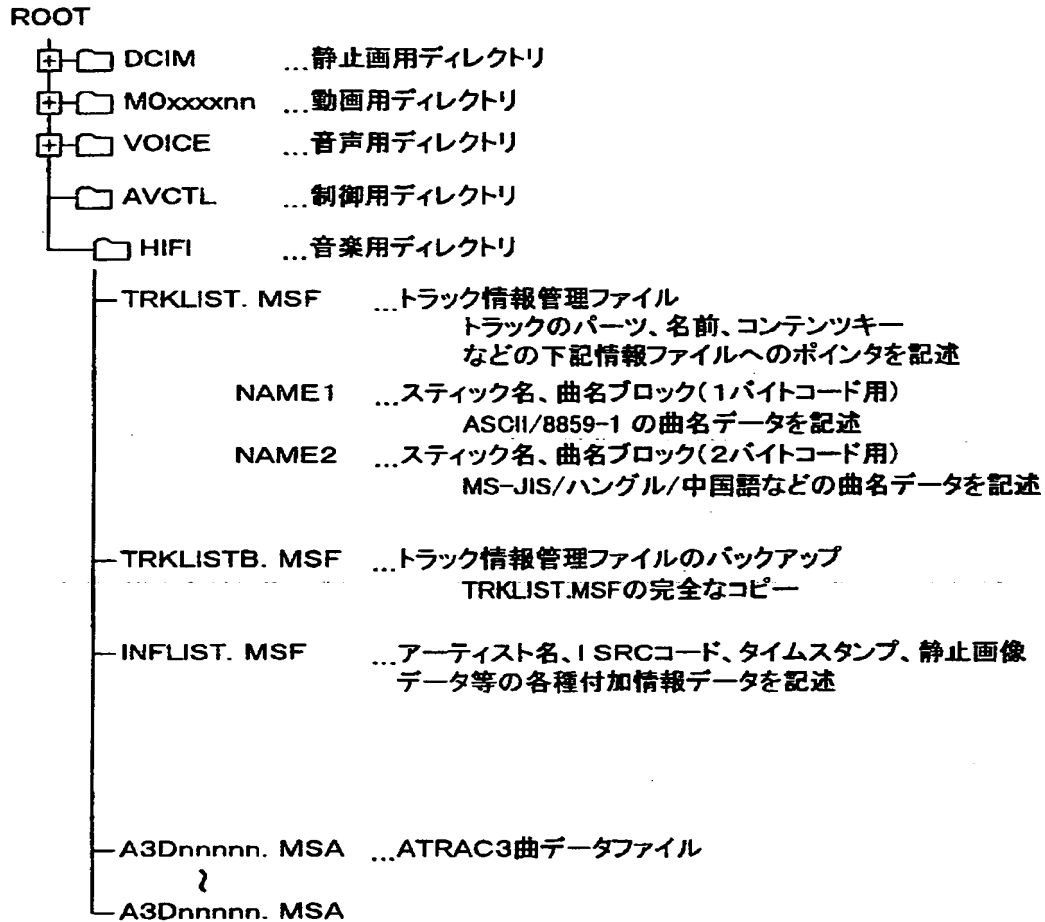 ROOT
DCIM ...静止画用ディレクトリ
MOxxxxnn ...動画用ディレクトリ
VOICE ...音声用ディレクトリ
AVCTL ...制御用ディレクトリ
HIFI ...音楽用ディレクトリ
TRKLIST. MSF ...トラック情報管理ファイル
トラックのパーツ、名前、コンテンツキー
などの下記情報ファイルへのポインタを記述
NAME1 ...スティック名、曲名ブロック(1バイトコード用)
ASCII/8859-1 の曲名データを記述
NAME2 ...スティック名、曲名ブロック(2バイトコード用)
MS-JIS/ハングル/中国語などの曲名データを記述
TRKLISTB. MSF ...トラック情報管理ファイルのバックアップ
TRKLIST.MSFの完全なコピー
INFLIST. MSF ...アーティスト名、ISRCコード、タイムスタンプ、静止画像
データ等の各種付加情報データを記述
A3Dnnnnn. MSA ...ATRAC3曲データファイル
~
A3Dnnnnn. MSA